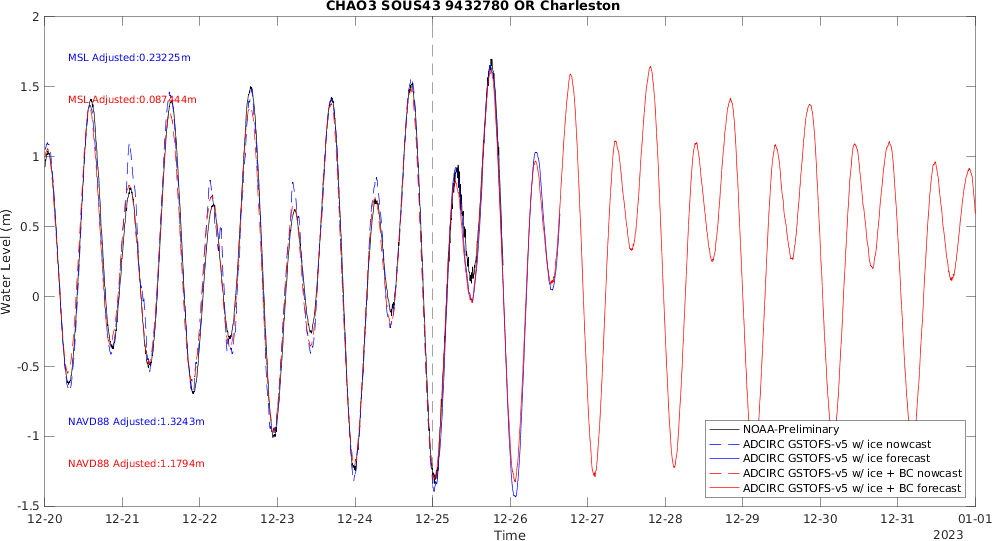 CHAO3 SOUS43 9432780 OR Charleston
2
1.5
1
0.5
0
-0.5
-1
-1.5
Water Level (m)
MSL Adjusted:0.23225m
MSL Adjusted:0.087444m
NAVD88 Adjusted:1.3243m
NAVD88 Adjusted:1.1794m
NOAA-Preliminary
ADCIRC GSTOFS-v5 w/ ice nowcast
ADCIRC GSTOFS-v5 w/ ice forecast
ADCIRC GSTOFS-v5 w/ ice + BC nowcast
ADCIRC GSTOFS-v5 w/ ice + BC forecast
12-20 12-21 12-22 12-23 12-24 12-25 12-26 12-27 12-28 12-29 12-30 12-31 01-01
Time
2023